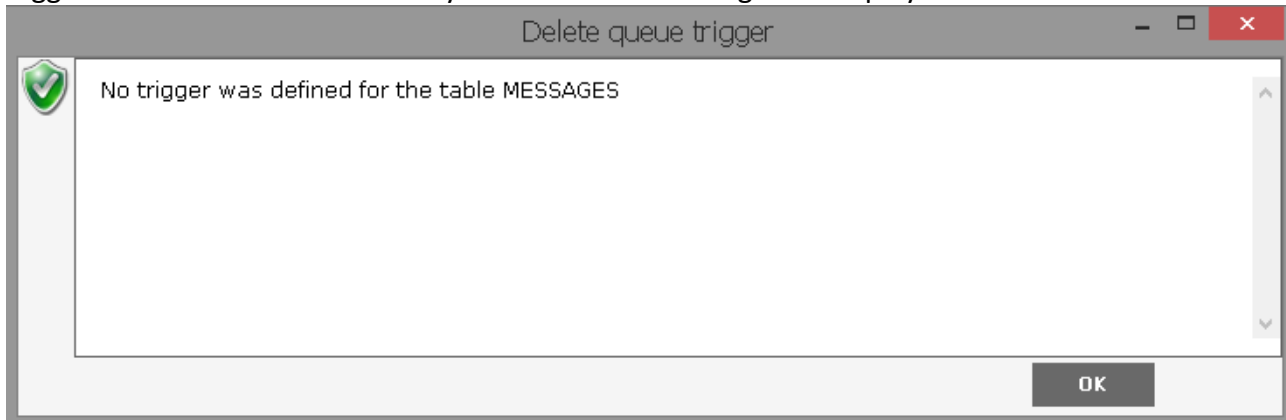 Delete queue trigger
No trigger was defined for the table MESSAGES
OK